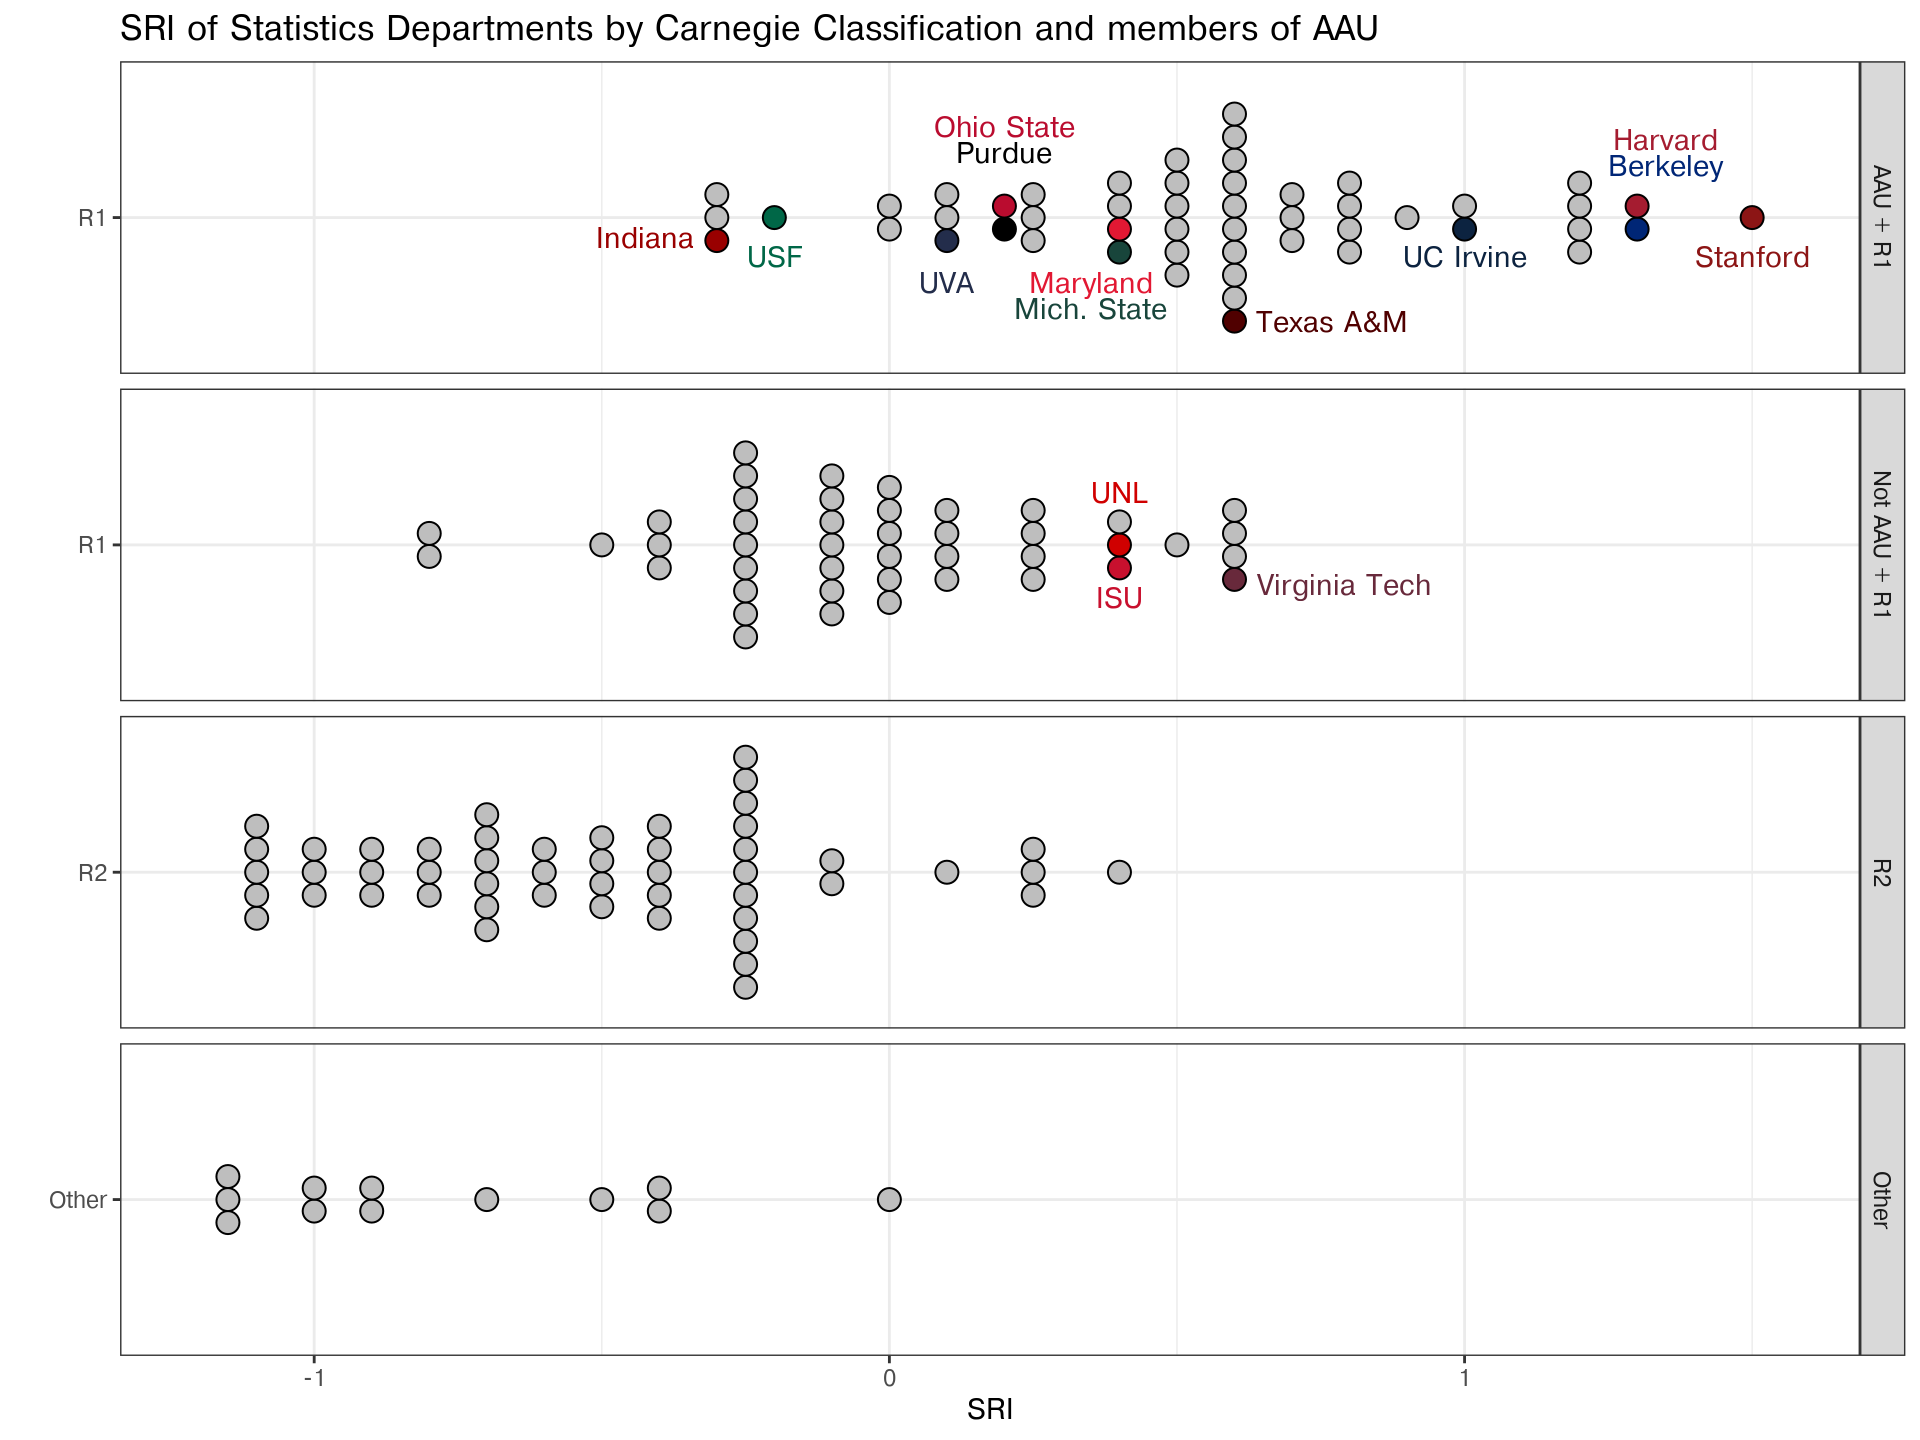 SRI of Statistics Departments by Carnegie Classification and members of AAU
Ohio State
Purdue
Harvard
Berkeley
R1
Indiana
USF
UVA
Maryland
Mich. State
UC Irvine
Stanford
Texas A&M
AAU + R1
UNL
R1
ISU
Virginia Tech
Not AAU + R1
R2
R2
Other
Other
-1
0
1
SRI